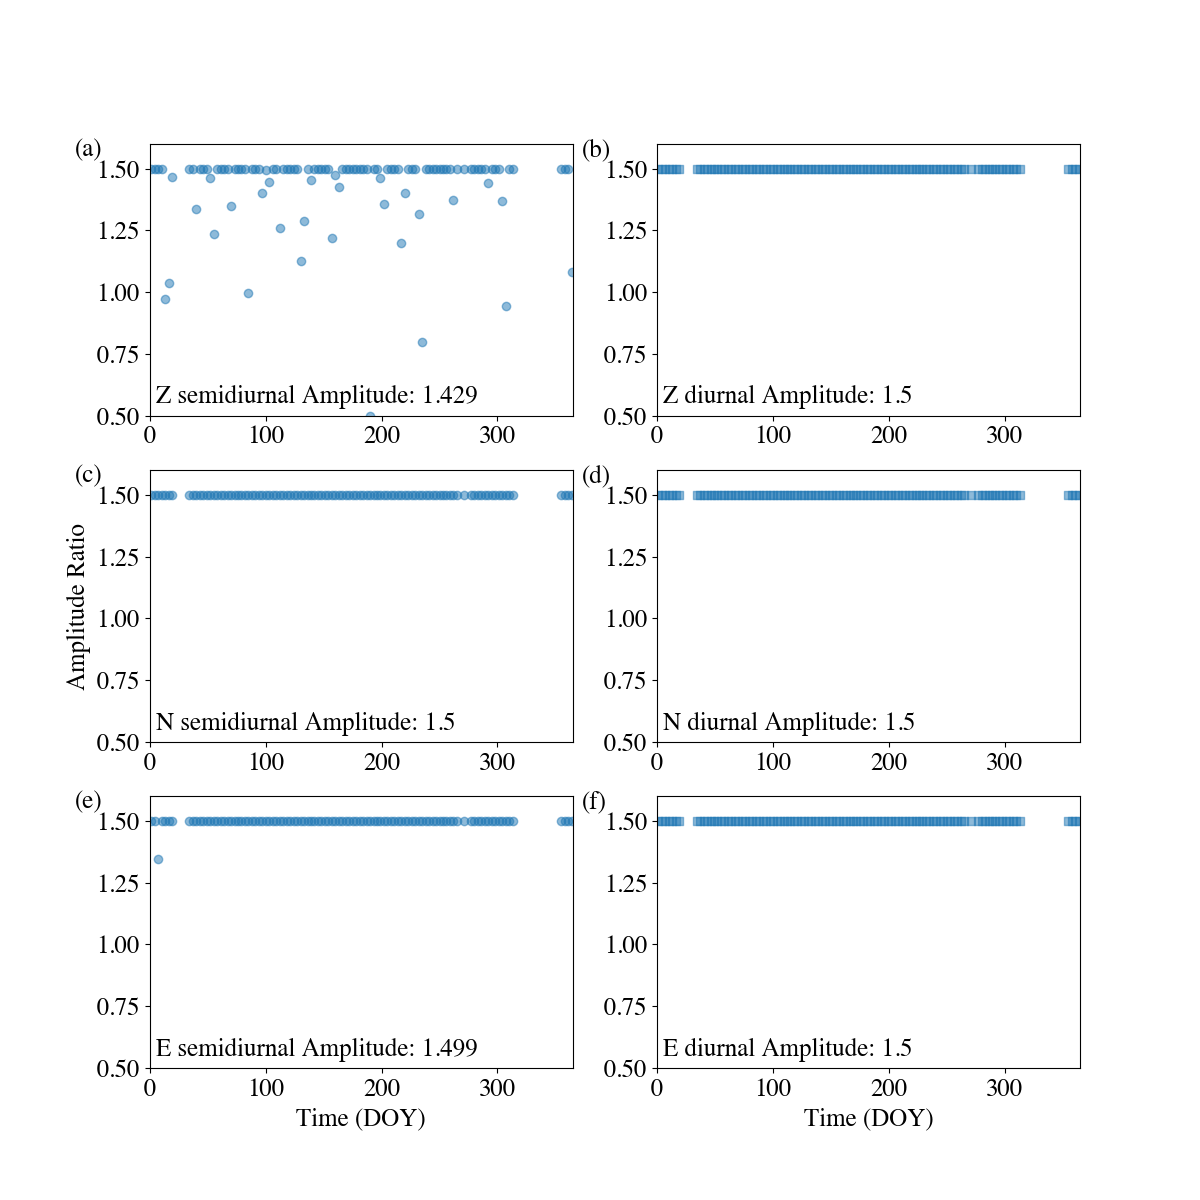 (a)
1.50
1.25
1.00
0.75
0.50
Z semidiurnal Amplitude: 1.429
0 100 200 300
(b)
1.50
1.25
1.00
0.75
0.50
Z diurnal Amplitude: 1.5
0 100 200 300
Amplitude Ratio
(c)
1.50
1.25
1.00
0.75
0.50
N semidiurnal Amplitude: 1.5
0 100 200 300
(d)
1.50
1.25
1.00
0.75
0.50
N diurnal Amplitude: 1.5
0 100 200 300
(e)
1.50
1.25
1.00
0.75
0.50
E semidiurnal Amplitude: 1.499
0 100 200 300
Time (DOY)
(f)
1.50
1.25
1.00
0.75
0.50
E diurnal Amplitude: 1.5
0 100 200 300
Time (DOY)